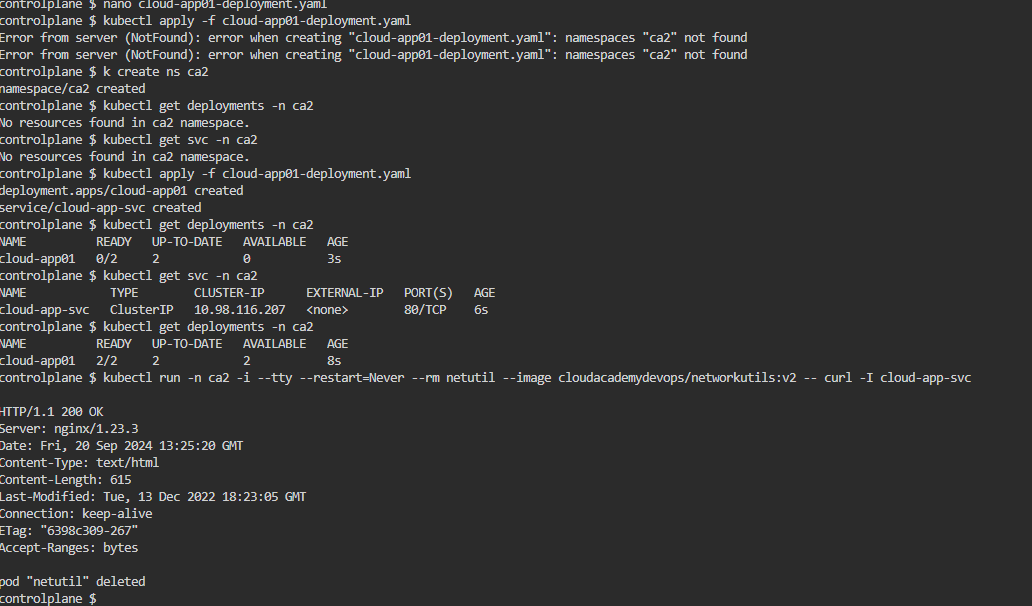 controlplane $ nano cloud-app01-deployment.yaml
controlplane $ kubectl apply -f cloud-app01-deployment.yaml
Error from server (NotFound): error when creating "cloud-app01-deployment.yaml": namespaces "ca2" not found
Error from server (NotFound): error when creating "cloud-app01-deployment.yaml": namespaces "ca2" not found
controlplane $ k create ns ca2
namespace/ca2 created
controlplane $ kubectl get deployments -n ca2
No resources found in ca2 namespace.
controlplane $ kubectl get svc -n ca2
No resources found in ca2 namespace.
controlplane $ kubectl apply -f cloud-app01-deployment.yaml
deployment.apps/cloud-app01 created
service/cloud-app-svc created
controlplane $ kubectl get deployments -n ca2
NAME          READY   UP-TO-DATE   AVAILABLE   AGE
cloud-app01   0/2     2            0           3s
controlplane $ kubectl get svc -n ca2
NAME            TYPE        CLUSTER-IP      EXTERNAL-IP   PORT(S)   AGE
cloud-app-svc   ClusterIP   10.98.116.207   <none>        80/TCP    6s
controlplane $ kubectl get deployments -n ca2
NAME          READY   UP-TO-DATE   AVAILABLE   AGE
cloud-app01   2/2     2            2           8s
controlplane $ kubectl run -n ca2 -i --tty --restart=Never --rm netutil --image cloudacademydevops/networkutils:v2 -- curl -I cloud-app-svc
HTTP/1.1 200 OK
Server: nginx/1.23.3
Date: Fri, 20 Sep 2024 13:25:20 GMT
Content-Type: text/html
Content-Length: 615
Last-Modified: Tue, 13 Dec 2022 18:23:05 GMT
Connection: keep-alive
ETag: "6398c309-267"
Accept-Ranges: bytes
pod "netutil" deleted
controlplane $